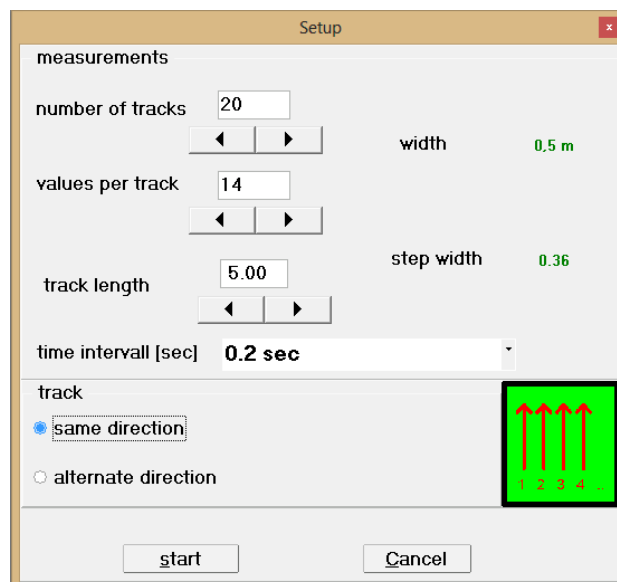 Setup
x
measurements
number of tracks 20
width 0,5 m
values per track 14
step width 0.36
track length 5.00
time intervall [sec] 0.2 sec
track
same direction
alternate direction
1 2 3 4 ..
start Cancel